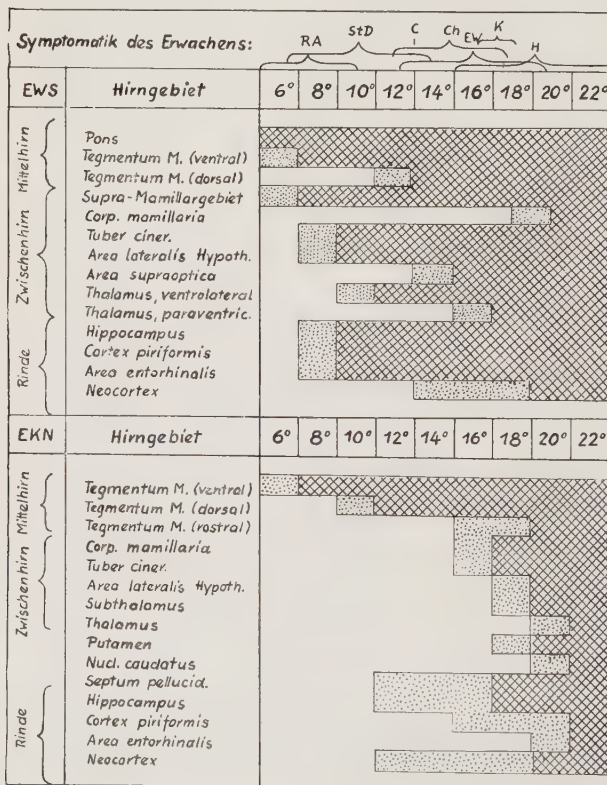 Symptomatik des Erwachens: RA StD C Ch EW K H
EWS Hirngebiet 6° 8° 10° 12° 14° 16° 18° 20° 22°
Mittelhirn
Zwischenhirn
Rinde
Pons
Tegmentum M. (ventral)
Tegmentum M. (dorsal)
Supra-Mamillargebiet
Corp. mamillaria
Tuber ciner.
Area lateralis Hypoth.
Area supraoptica
Thalamus, ventrolateral
Thalamus, paraventric.
Hippocampus
Cortex piriformis
Area entorhinalis
Neocortex
EKN Hirngebiet 6° 8° 10° 12° 14° 16° 18° 20° 22°
Mittelhirn
Zwischenhirn
Rinde
Tegmentum M. (ventral)
Tegmentum M. (dorsal)
Tegmentum M. (rostral)
Corp. mamillaria
Tuber ciner.
Area lateralis Hypoth.
Subthalamus
Thalamus
Putamen
Nucl. caudatus
Septum pellucid.
Hippocampus
Cortex piriformis
Area entorhinalis
Neocortex